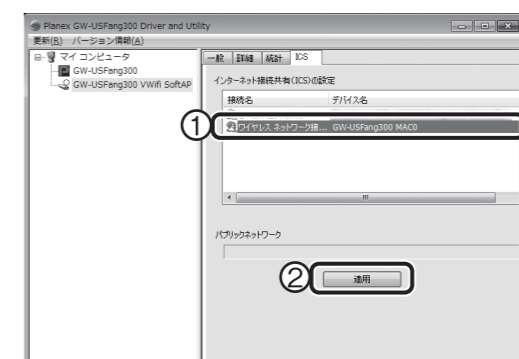 Planex GW-USFang300 Driver and Utility
更新(R) バージョン情報(A)
マイ コンピュータ
GW-USFang300
GW-USFang300 VWifi SoftAP
一般 詳細 統計 ICS
インターネット接続共有(ICS)の設定
接続名 デバイス名
① ワイヤレス ネットワーク接... GW-USFang300 MAC0
パブリックネットワーク
② 適用